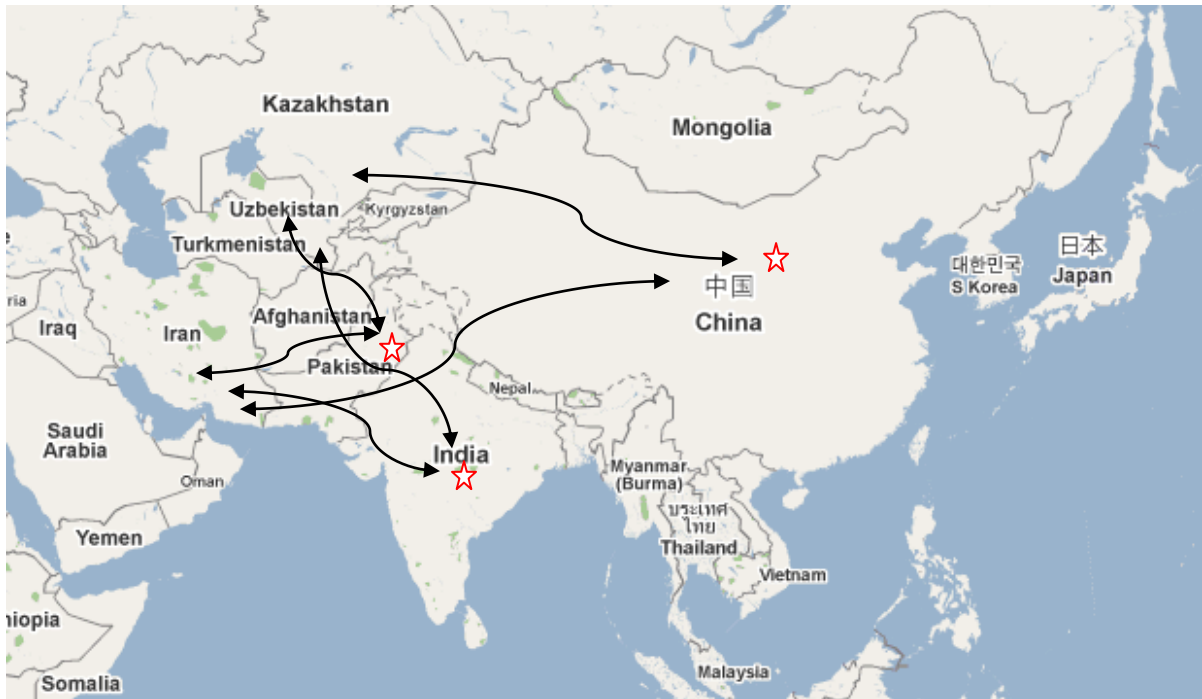 Kazakhstan
Mongolia
Uzbekistan
Kyrgyzstan
Turkmenistan
日本
Japan
대한민국
S Korea
中国
China
ria
Iraq
Iran
Afghanistan
Pakistan
Nepal
Saudi
Arabia
Oman
India
Myanmar
(Burma)
ประเทศ
ไทย
Thailand
Yemen
Vietnam
hiopia
Malaysia
Somalia